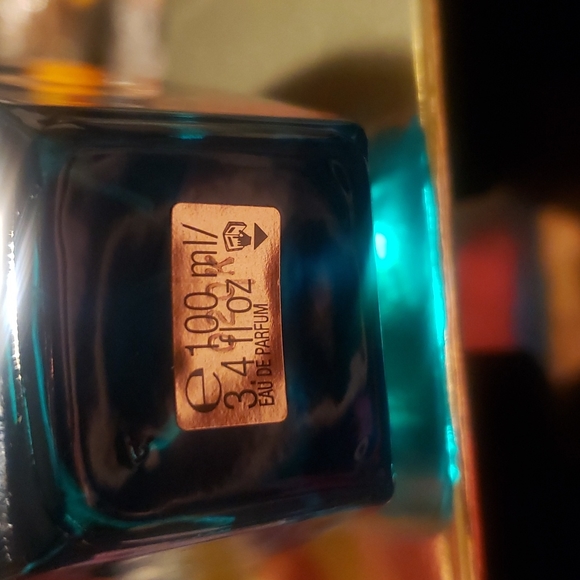 e 100 ml/
3.4 fl oz
EAU DE PARFUM